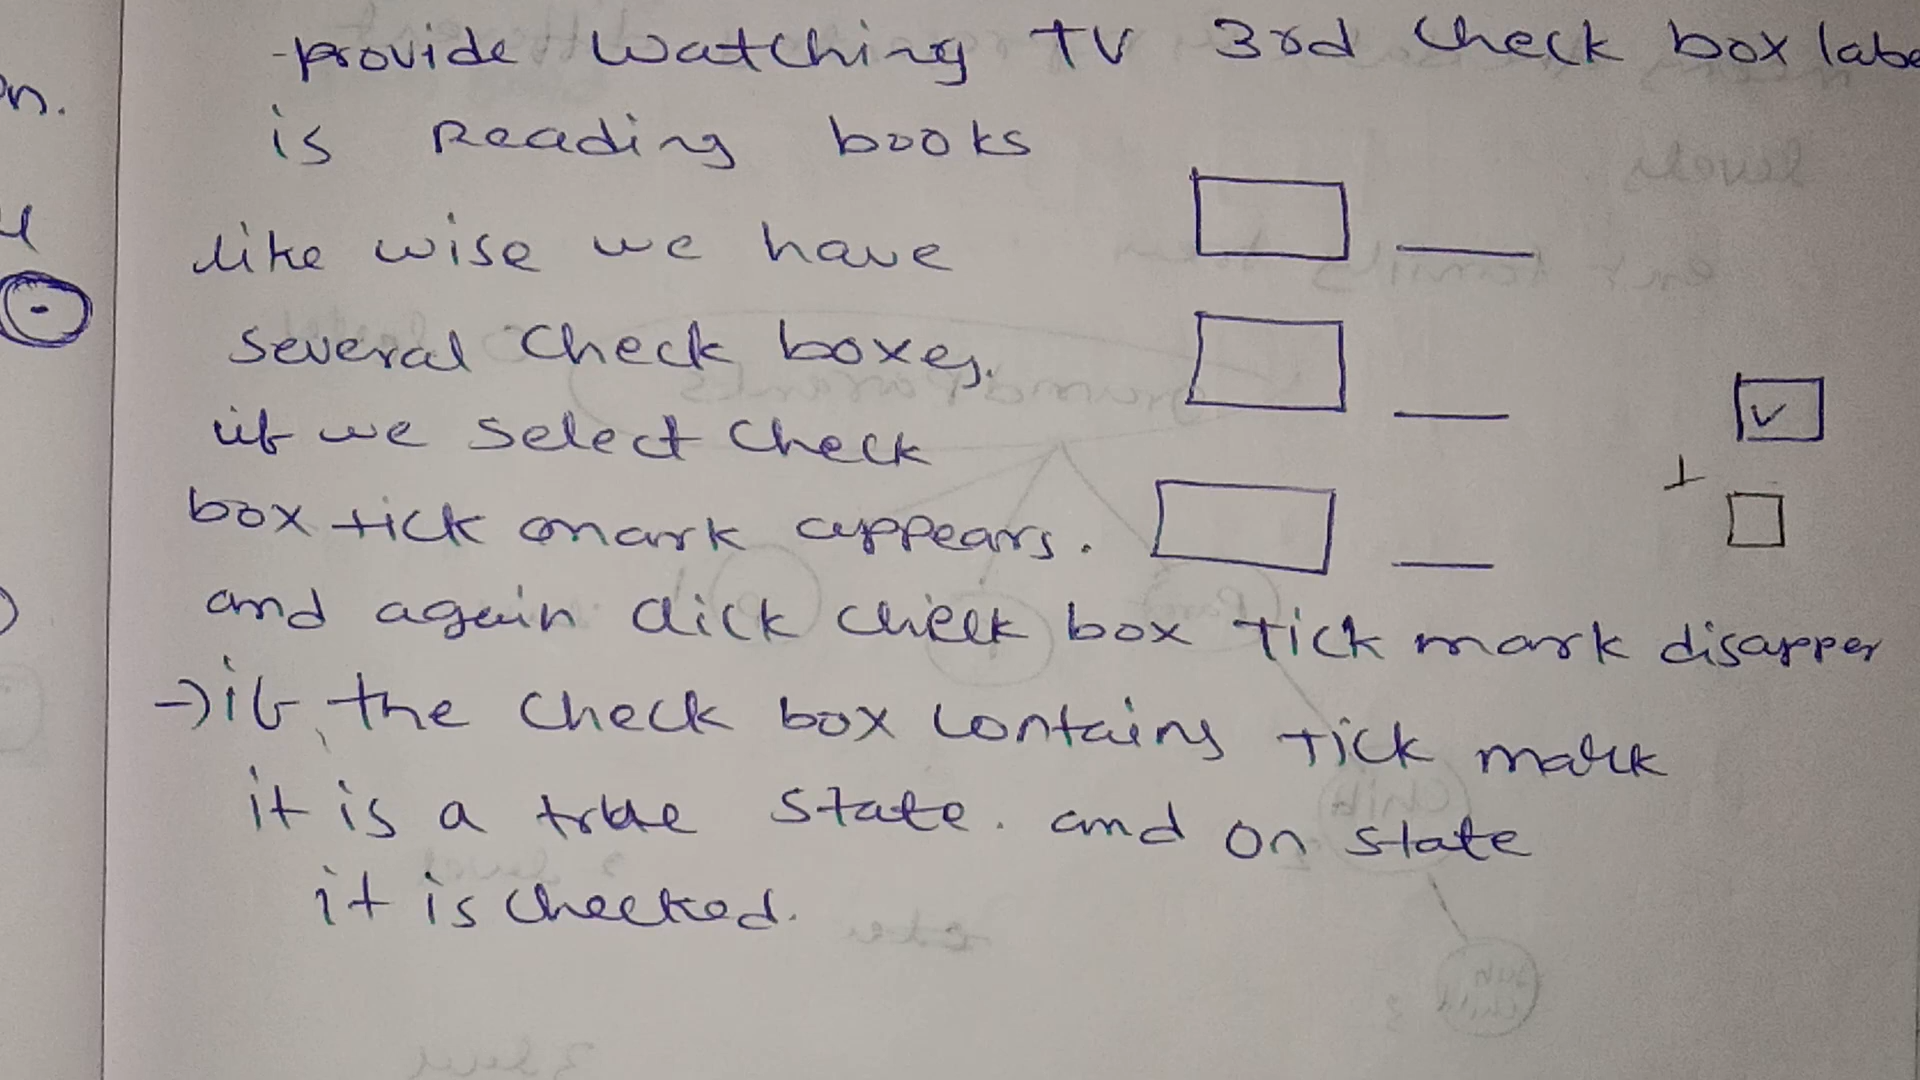 -provide Watching TV 3rd Check box labe
is Reading books
like wise we have
several Check boxes.
if we select Check
box tick mark appears.
and again click check box tick mark disapper
→ if the check box contains tick mark
it is a true state. and on state
it is checked.